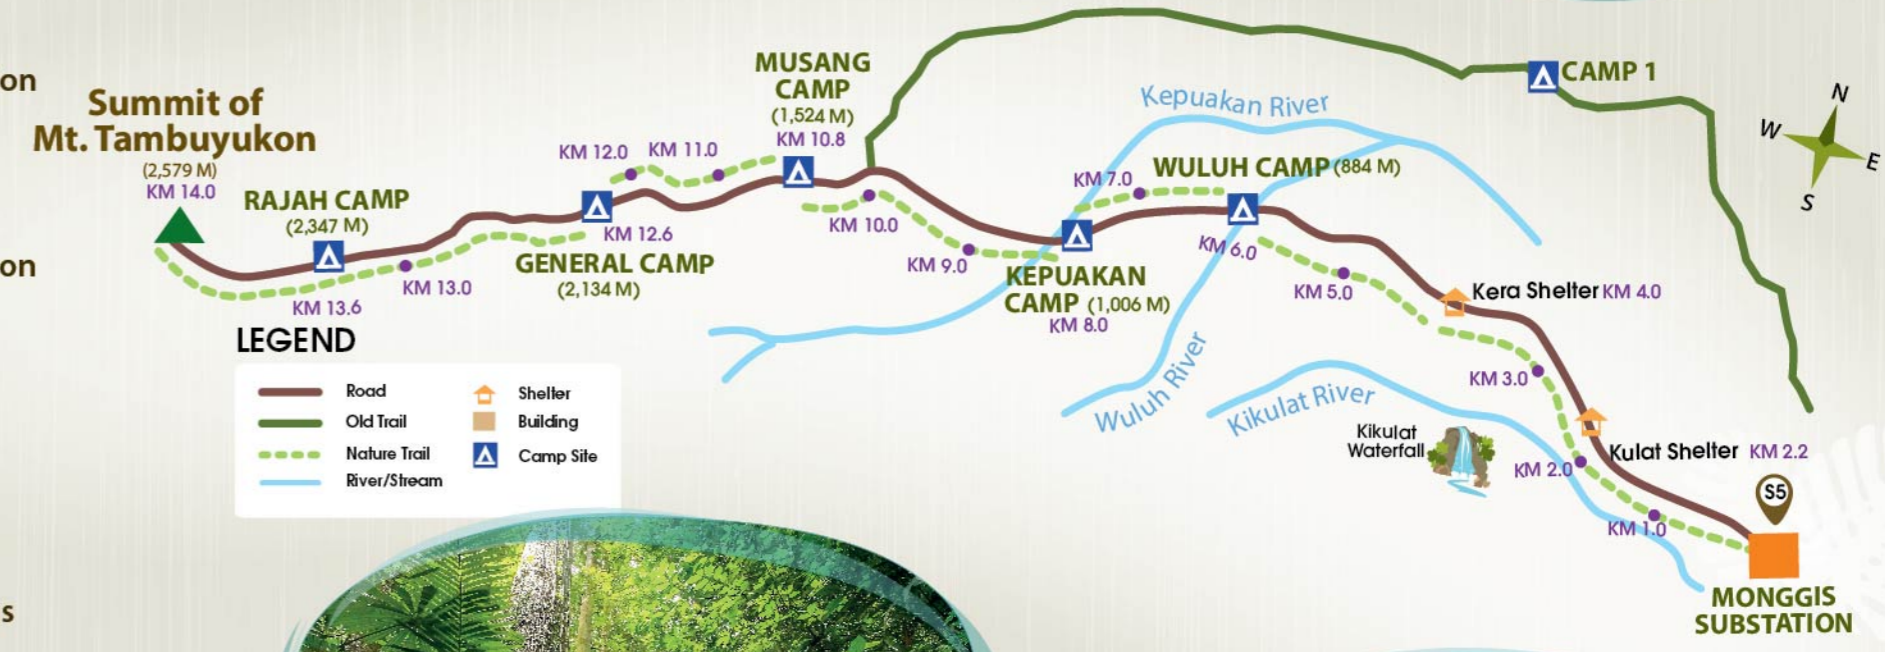 on
on
s
Summit of
Mt. Tambuyukon
(2,579 M)
KM 14.0
RAJAH CAMP
(2,347 M)
KM 13.6
KM 13.0
KM 12.6
GENERAL CAMP
(2,134 M)
KM 12.0
KM 11.0
MUSANG
CAMP
(1,524 M)
KM 10.8
KM 10.0
KM 9.0
KEPUAKAN
CAMP (1,006 M)
KM 8.0
KM 7.0
WULUH CAMP (884 M)
KM 6.0
KM 5.0
Kera Shelter KM 4.0
KM 3.0
Kulat Shelter KM 2.2
KM 2.0
KM 1.0
S5
MONGGIS
SUBSTATION
CAMP 1
Kepuakan River
Wuluh River
Kikulat River
Kikulat
Waterfall
N
W
E
S
LEGEND
Road
Old Trail
Nature Trail
River/Stream
Shelter
Building
Camp Site